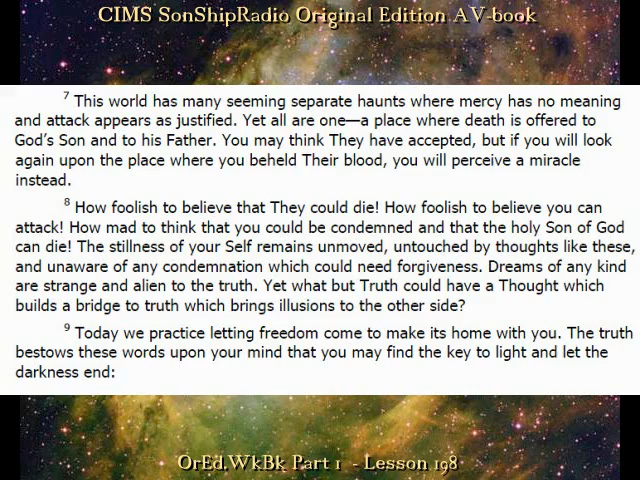 CIMS SonShipRadio Original Edition AV-book
7 This world has many seeming separate haunts where mercy has no meaning
and attack appears as justified. Yet all are one—a place where death is offered to
God's Son and to his Father. You may think They have accepted, but if you will look
again upon the place where you beheld Their blood, you will perceive a miracle
instead.
8 How foolish to believe that They could die! How foolish to believe you can
attack! How mad to think that you could be condemned and that the holy Son of God
can die! The stillness of your Self remains unmoved, untouched by thoughts like these,
and unaware of any condemnation which could need forgiveness. Dreams of any kind
are strange and alien to the truth. Yet what but Truth could have a Thought which
builds a bridge to truth which brings illusions to the other side?
9 Today we practice letting freedom come to make its home with you. The truth
bestows these words upon your mind that you may find the key to light and let the
darkness end:
OrEd.WkBk Part 1 - Lesson 198